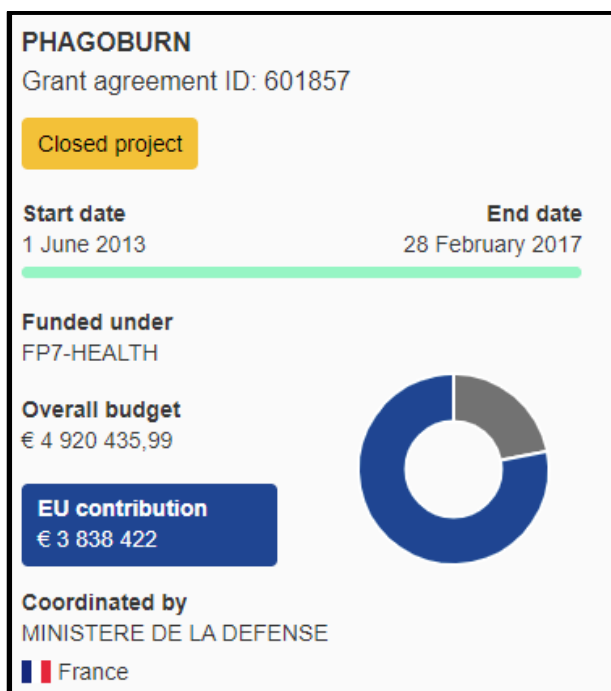 PHAGOBURN
Grant agreement ID: 601857
Closed project
Start date
1 June 2013
End date
28 February 2017
Funded under
FP7-HEALTH
Overall budget
€ 4 920 435,99
EU contribution
€ 3 838 422
Coordinated by
MINISTERE DE LA DEFENSE
France